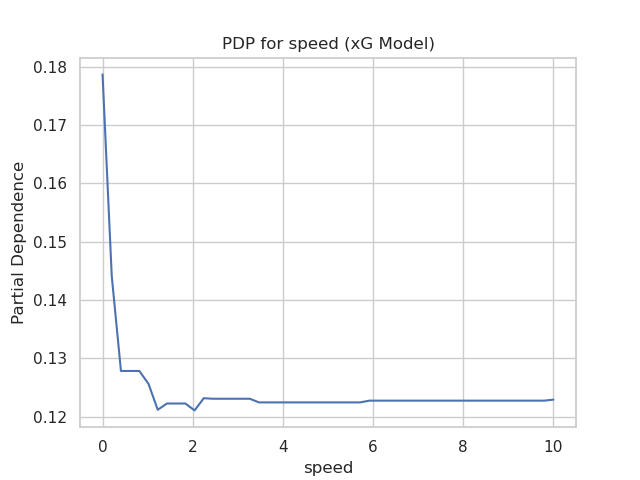 PDP for speed (xG Model)
Partial Dependence
0.18
0.17
0.16
0.15
0.14
0.13
0.12
0 2 4 6 8 10
speed